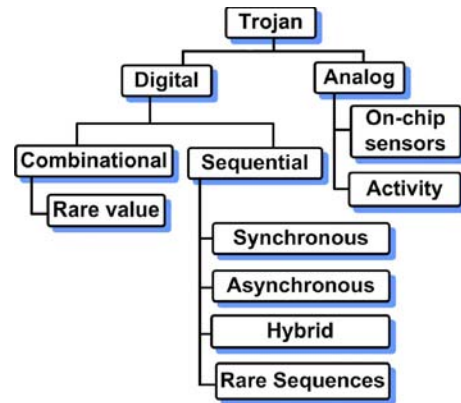 Trojan
Digital
Analog
Combinational
Sequential
On-chip
sensors
Rare value
Activity
Synchronous
Asynchronous
Hybrid
Rare Sequences